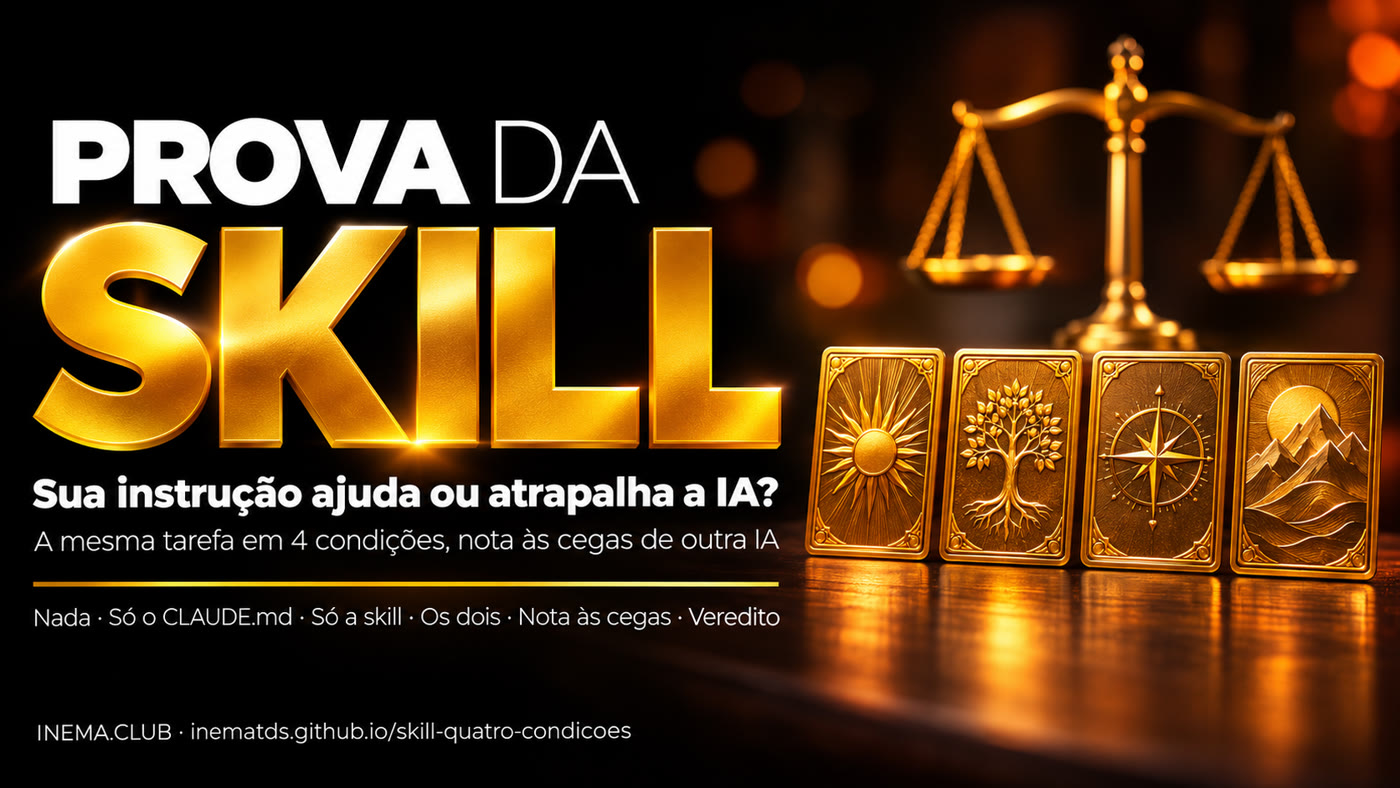 PROVA DA
SKILL
Sua instrução ajuda ou atrapalha a IA?
A mesma tarefa em 4 condições, nota às cegas de outra IA
Nada · Só o CLAUDE.md · Só a skill · Os dois · Nota às cegas · Veredito
INEMA.CLUB · inematds.github.io/skill-quatro-condicoes